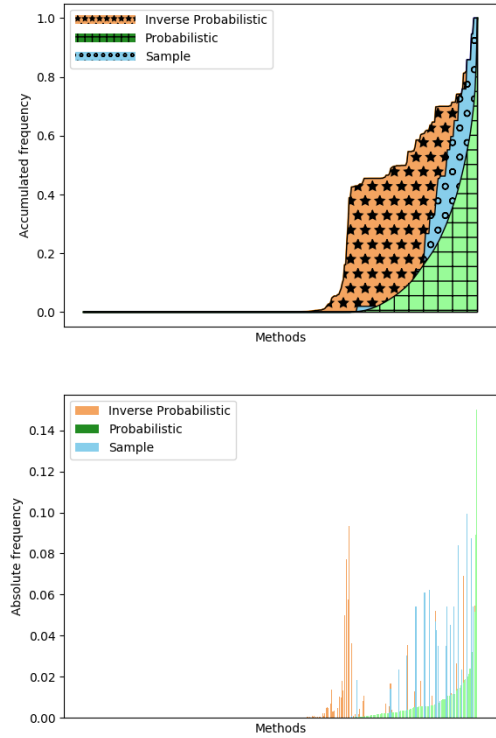 1.0
Inverse Probabilistic
Probabilistic
Sample
0.8
0.6
0.4
0.2
0.0
Accumulated frequency
Methods
Inverse Probabilistic
Probabilistic
Sample
0.14
0.12
0.10
0.08
0.06
0.04
0.02
0.00
Absolute frequency
Methods